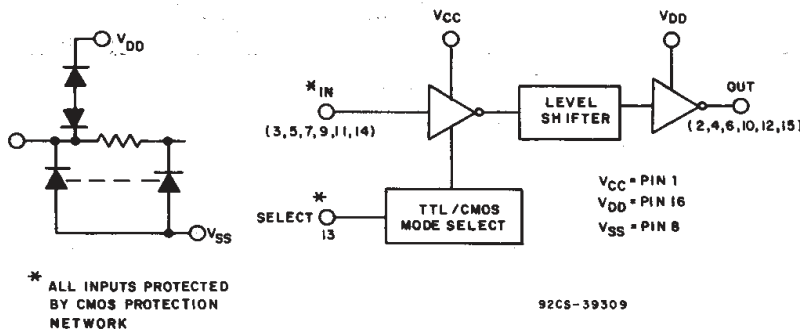 VDD
VSS
* ALL INPUTS PROTECTED
BY CMOS PROTECTION
NETWORK
VCC
VDD
*IN
(3,5,7,9,11,14)
LEVEL
SHIFTER
OUT
(2,4,6,10,12,15)
*
SELECT
13
TTL/CMOS
MODE SELECT
VCC = PIN 1
VDD = PIN 16
VSS = PIN 8
92CS-39309